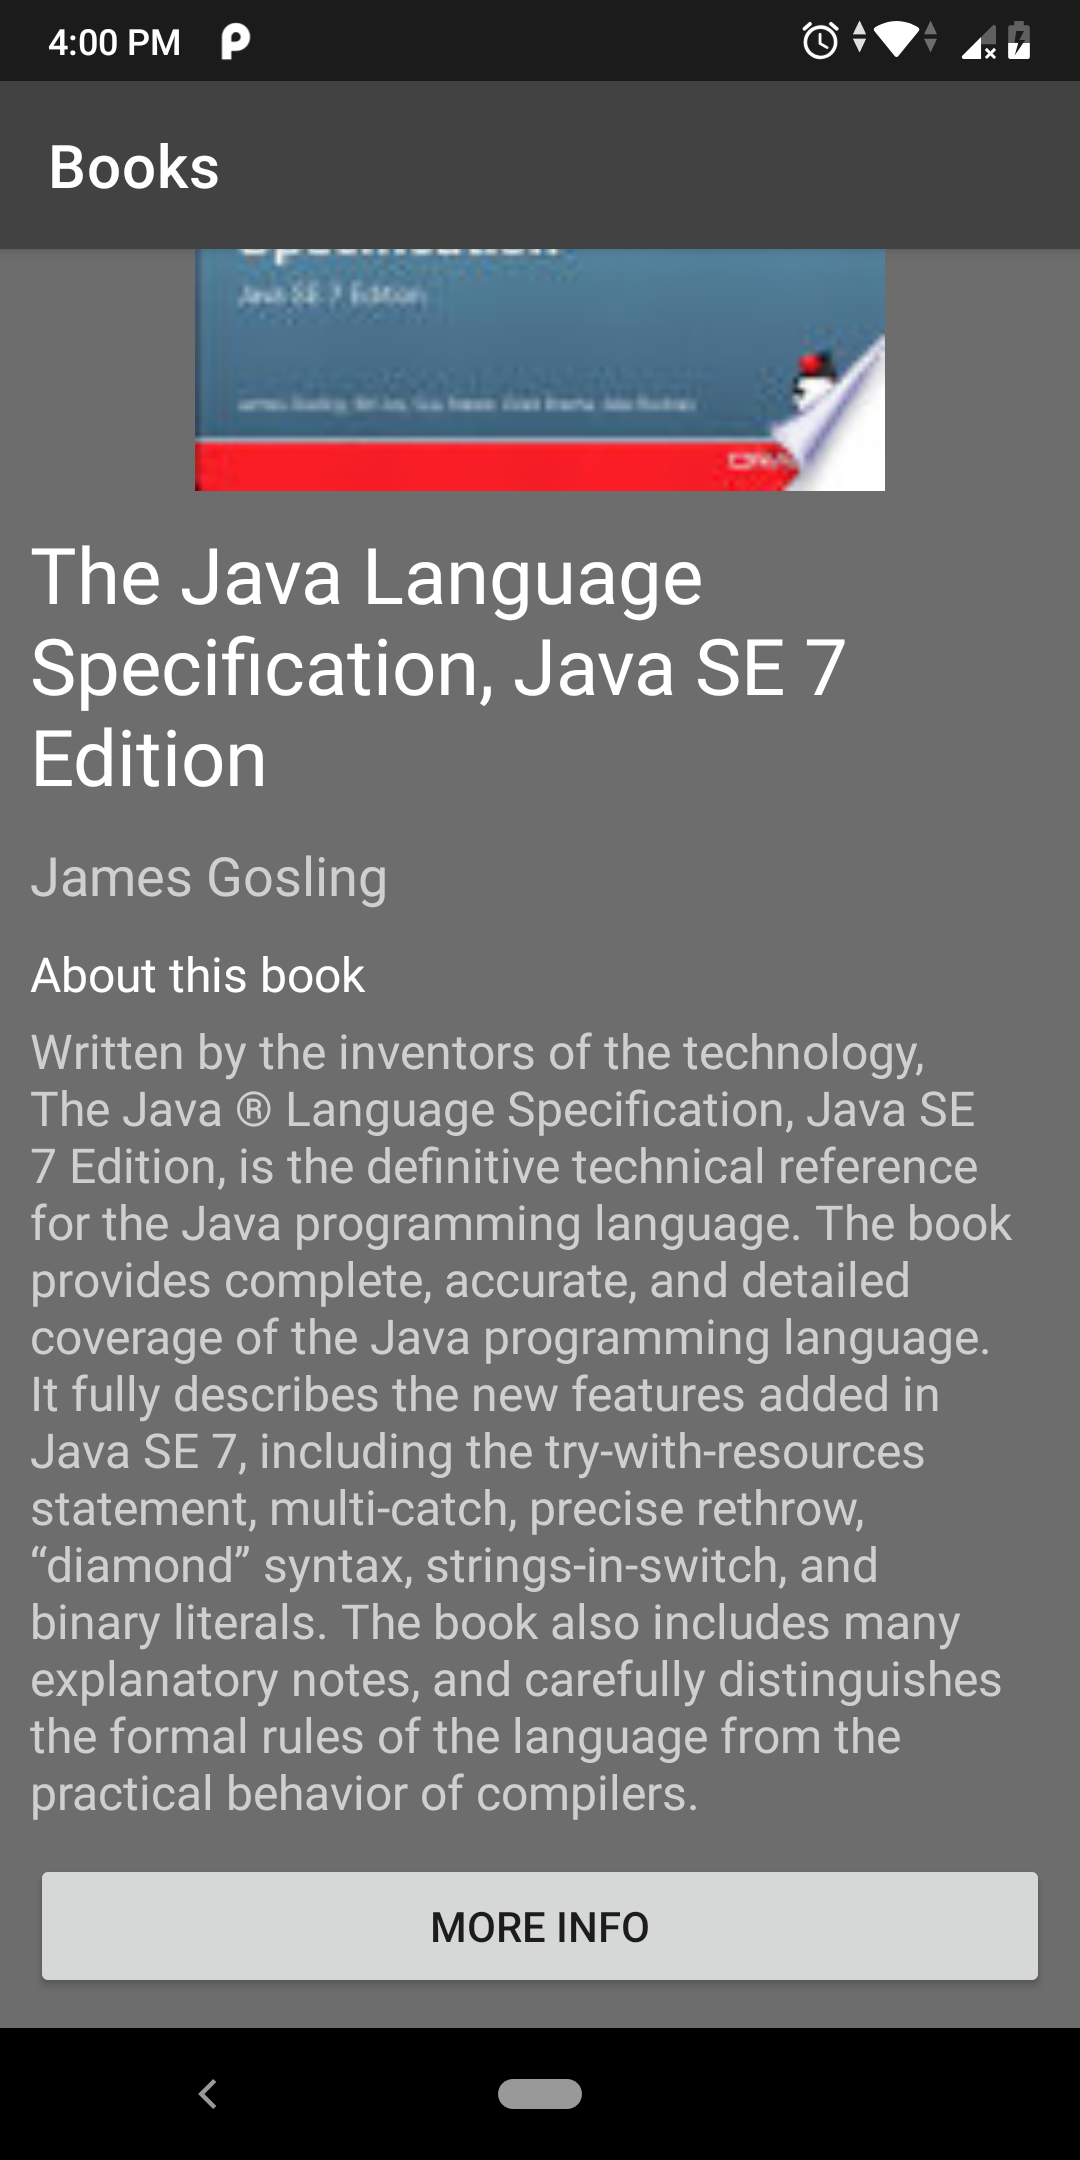 4:00 PM
Books
Specification
Java SE 7 Edition
The Java Language
Specification, Java SE 7
Edition
James Gosling
About this book
Written by the inventors of the technology,
The Java ® Language Specification, Java SE
7 Edition, is the definitive technical reference
for the Java programming language. The book
provides complete, accurate, and detailed
coverage of the Java programming language.
It fully describes the new features added in
Java SE 7, including the try-with-resources
statement, multi-catch, precise rethrow,
“diamond” syntax, strings-in-switch, and
binary literals. The book also includes many
explanatory notes, and carefully distinguishes
the formal rules of the language from the
practical behavior of compilers.
MORE INFO